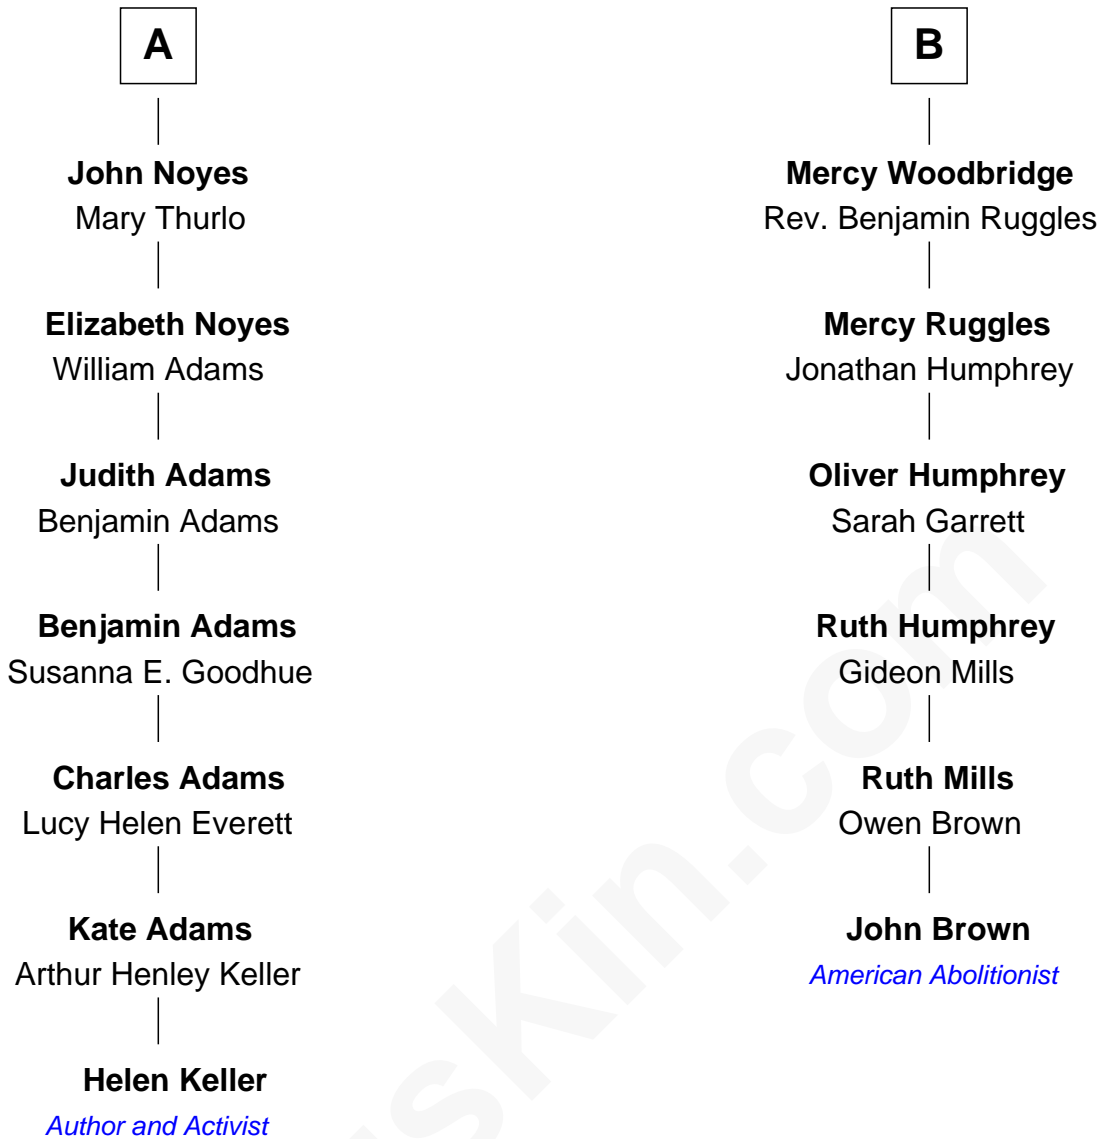 A
John Noyes
Mary Thurlo
Elizabeth Noyes
William Adams
Judith Adams
Benjamin Adams
Benjamin Adams
Susanna E. Goodhue
Charles Adams
Lucy Helen Everett
Kate Adams
Arthur Henley Keller
Helen Keller
Author and Activist
B
Mercy Woodbridge
Rev. Benjamin Ruggles
Mercy Ruggles
Jonathan Humphrey
Oliver Humphrey
Sarah Garrett
Ruth Humphrey
Gideon Mills
Ruth Mills
Owen Brown
John Brown
American Abolitionist
sKin.com